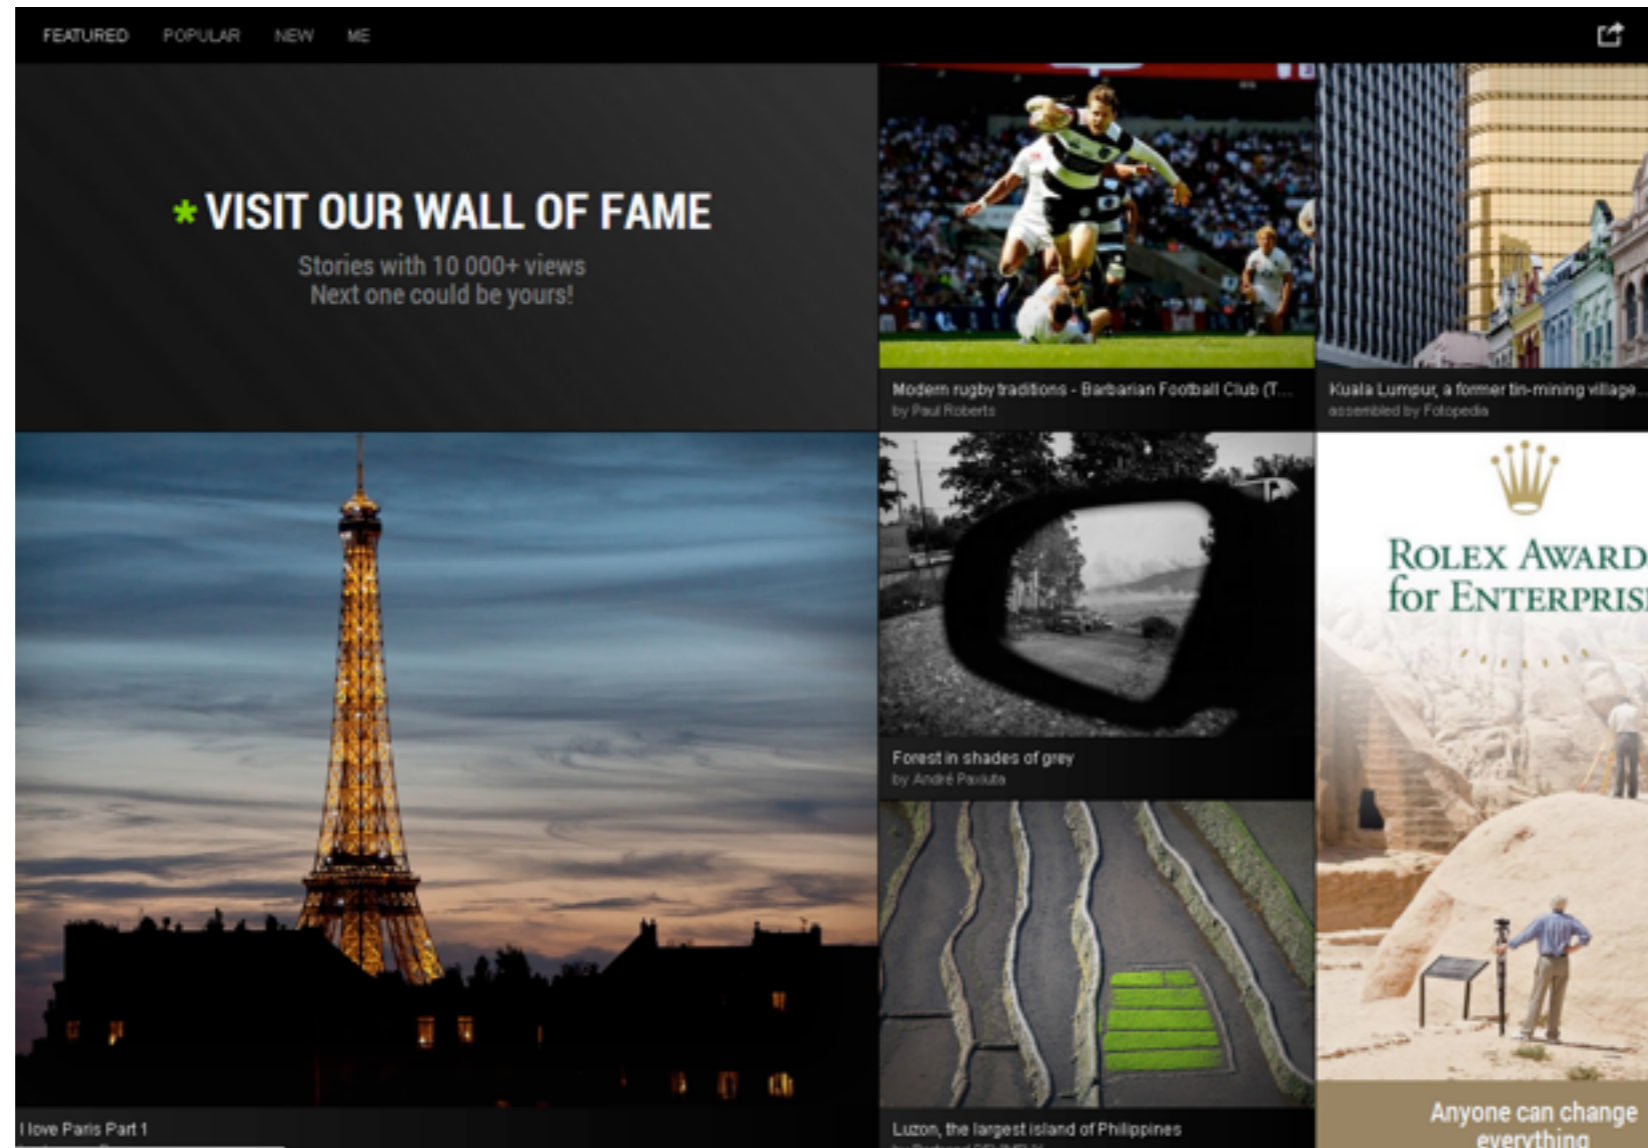 FEATURED POPULAR NEW ME
* VISIT OUR WALL OF FAME
Stories with 10 000+ views
Next one could be yours!
Modern rugby traditions - Barbarian Football Club (T...
by Paul Roberts
Kuala Lumpur, a former tin-mining village...
assembled by Fotopedia
ROLEX AWARD
for ENTERPRIS
Forest in shades of grey
by André Paxiuta
I love Paris Part 1
Luzon, the largest island of Philippines
Anyone can change
everything